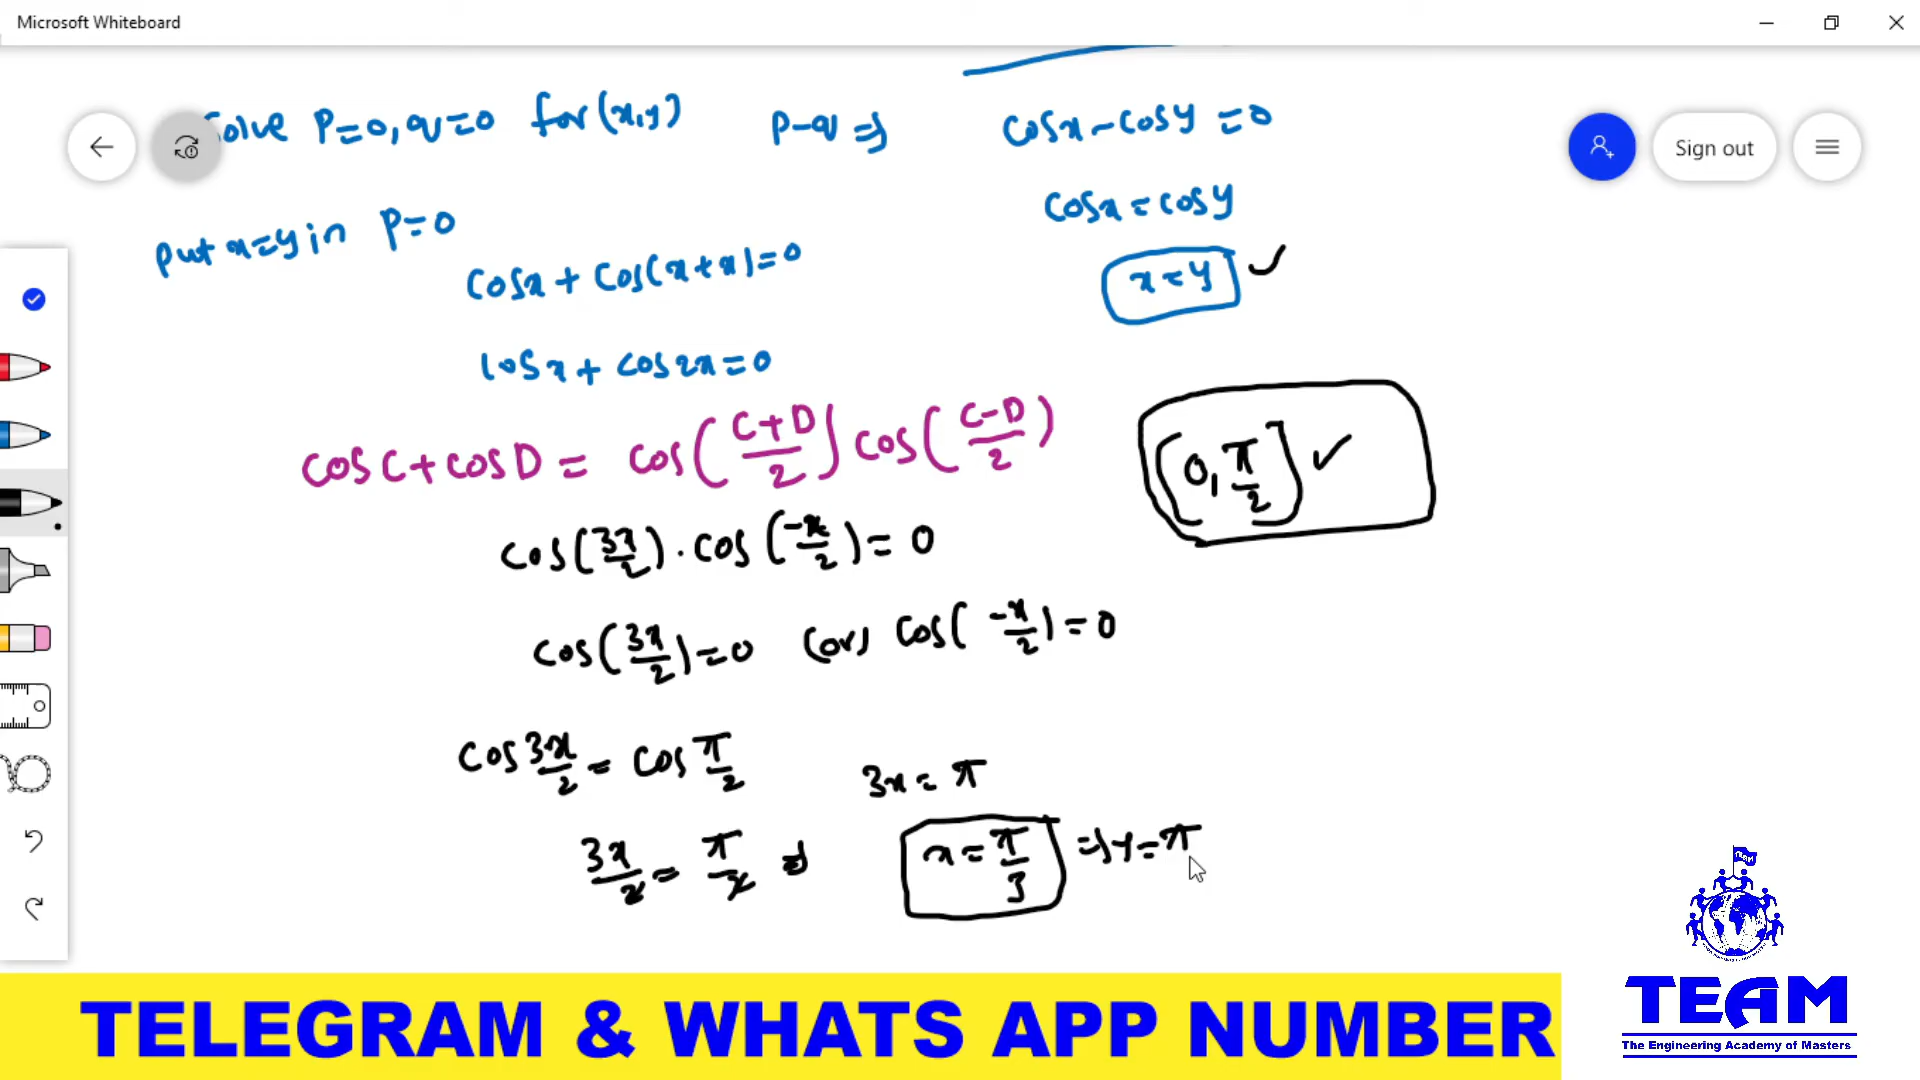 Microsoft Whiteboard
Solve P=0, q=0 for (x,y)
P-q ⇒ cosx - cosy = 0
cosx = cosy
x=y ✓
Put x=y in P=0
cosx + cos(x+x)=0
cosx + cos2x=0
cosC+cosD = cos(C+D/2) cos(C-D/2)
[0, π/2] ✓
cos(3x/2) . cos(-x/2) = 0
cos(3x/2)=0 (or) cos(-x/2)=0
cos 3x/2 = cos π/2
3x = π
3x/2 = π/2 ⇒ x = π/3 ⇒ y = π
Sign out
TELEGRAM & WHATS APP NUMBER
TEAM
The Engineering Academy of Masters